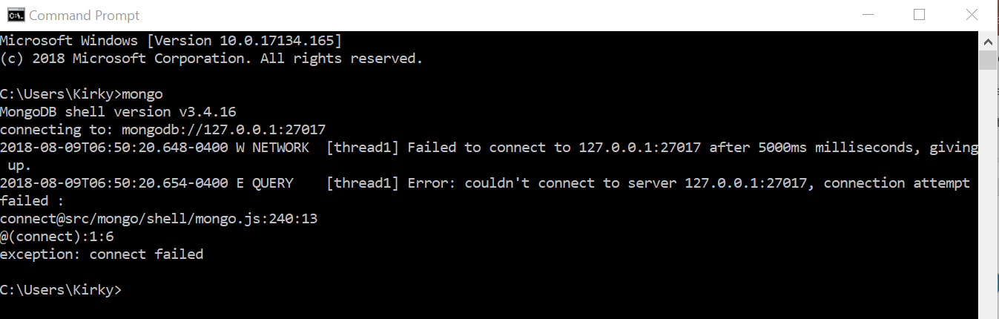 Command Prompt
Microsoft Windows [Version 10.0.17134.165]
(c) 2018 Microsoft Corporation. All rights reserved.
C:\Users\Kirky>mongo
MongoDB shell version v3.4.16
connecting to: mongodb://127.0.0.1:27017
2018-08-09T06:50:20.648-0400 W NETWORK  [thread1] Failed to connect to 127.0.0.1:27017 after 5000ms milliseconds, giving
 up.
2018-08-09T06:50:20.654-0400 E QUERY    [thread1] Error: couldn't connect to server 127.0.0.1:27017, connection attempt
failed :
connect@src/mongo/shell/mongo.js:240:13
@(connect):1:6
exception: connect failed
C:\Users\Kirky>